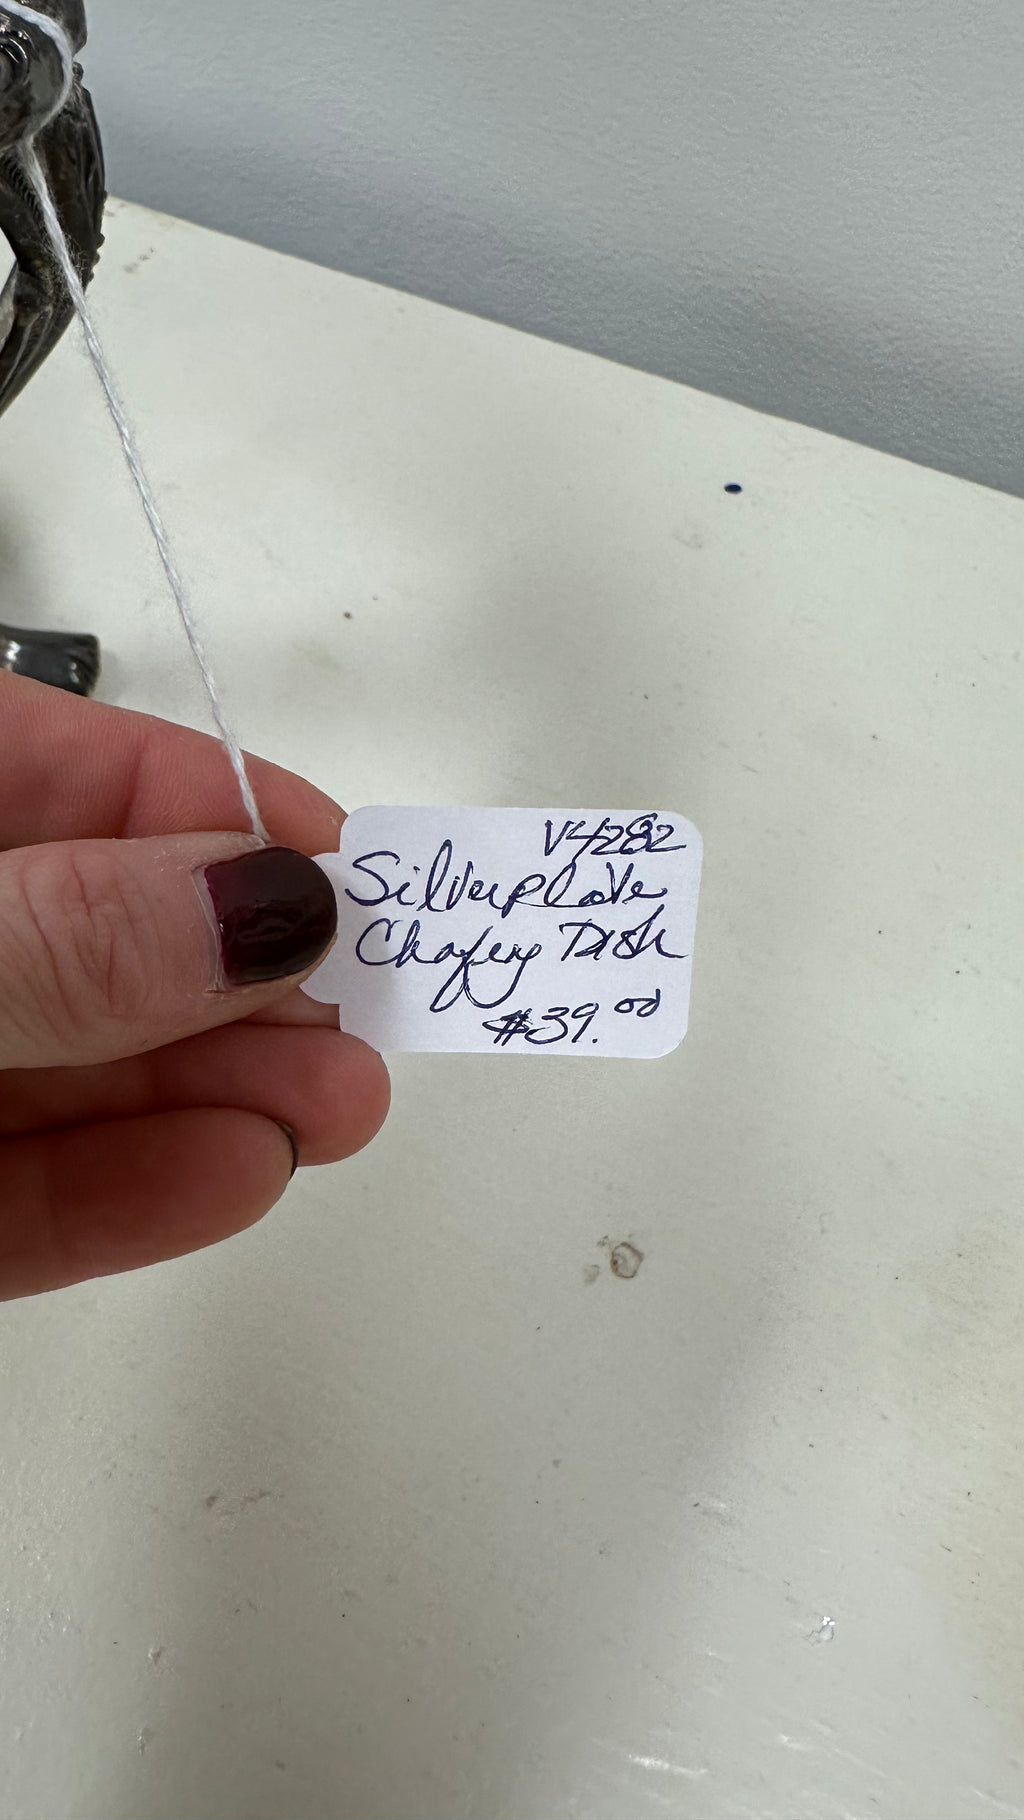 V4282
Silverplate
Chafing Dish
$39.00